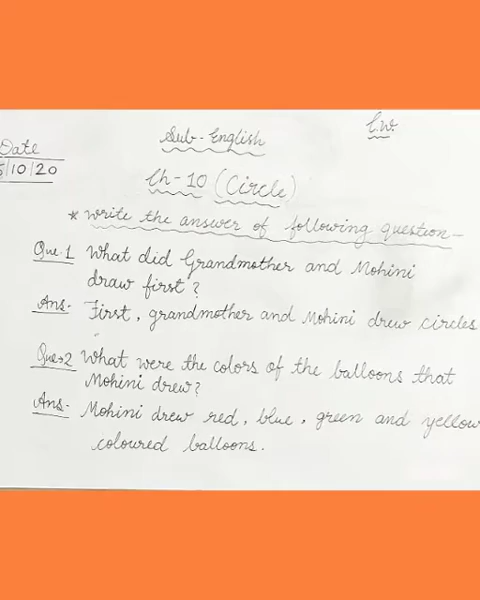 C.W.
Sub - English
Date
5/10/20
Ch - 10 (Circle)
* Write the answer of following question -
Que-1 What did Grandmother and Mohini
draw first?
Ans- First, grandmother and Mohini drew circles
Que-2 What were the colors of the balloons that
Mohini drew?
Ans- Mohini drew red, blue, green and yellow
coloured balloons.